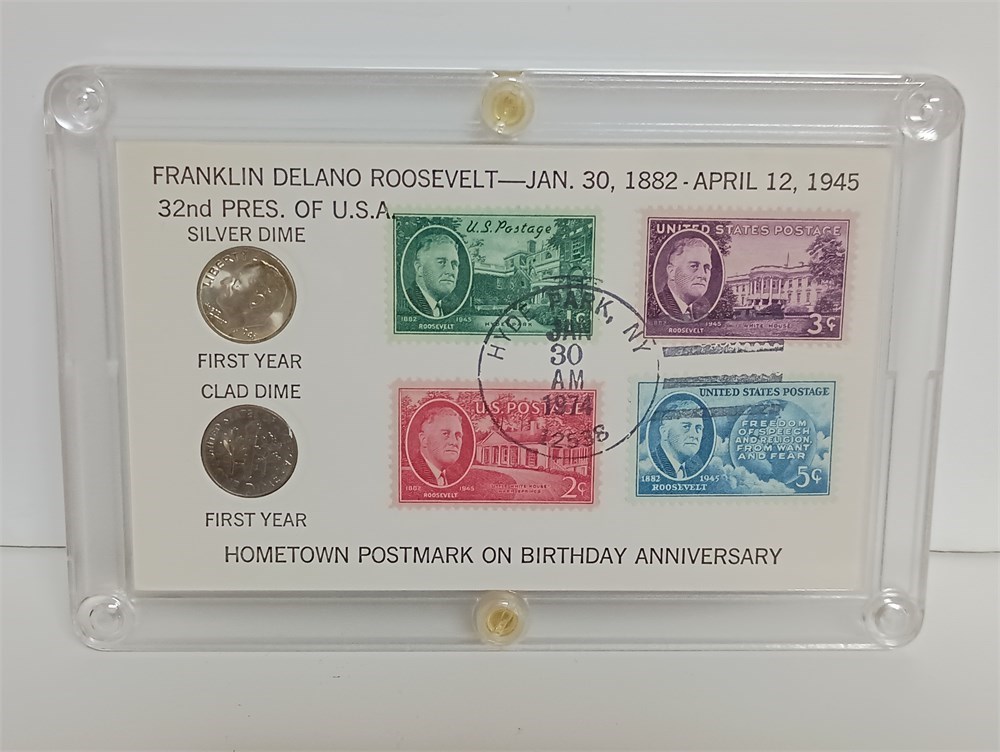 FRANKLIN DELANO ROOSEVELT—JAN. 30, 1882 - APRIL 12, 1945
32nd PRES. OF U.S.A.
SILVER DIME
LIBERTY
FIRST YEAR
CLAD DIME
FIRST YEAR
U.S. Postage
1882 1945
ROOSEVELT
1¢
UNITED STATES POSTAGE
1945
ROOSEVELT
WHITE HOUSE
3¢
HYDE PARK, NY
JAN
30
AM
1974
12538
U.S. POSTAGE
1882 1945
ROOSEVELT
2¢
UNITED STATES POSTAGE
FREEDOM
OF SPEECH
AND RELIGION,
FROM WANT
AND FEAR
1882 1945
ROOSEVELT
5¢
HOMETOWN POSTMARK ON BIRTHDAY ANNIVERSARY